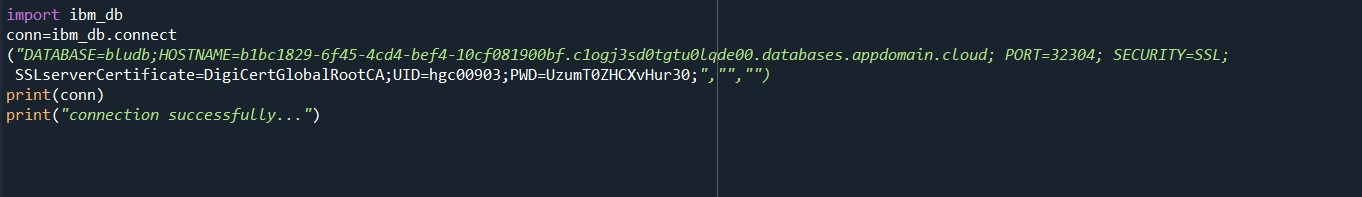 import ibm_db
conn=ibm_db.connect
("DATABASE=bludb;HOSTNAME=b1bc1829-6f45-4cd4-bef4-10cf081900bf.c1ogj3sd0tgtu0lqde00.databases.appdomain.cloud; PORT=32304; SECURITY=SSL;
SSLserverCertificate=DigiCertGlobalRootCA;UID=hgc00903;PWD=UzumT0ZHCXvHur30;","","")
print(conn)
print("connection successfully...")